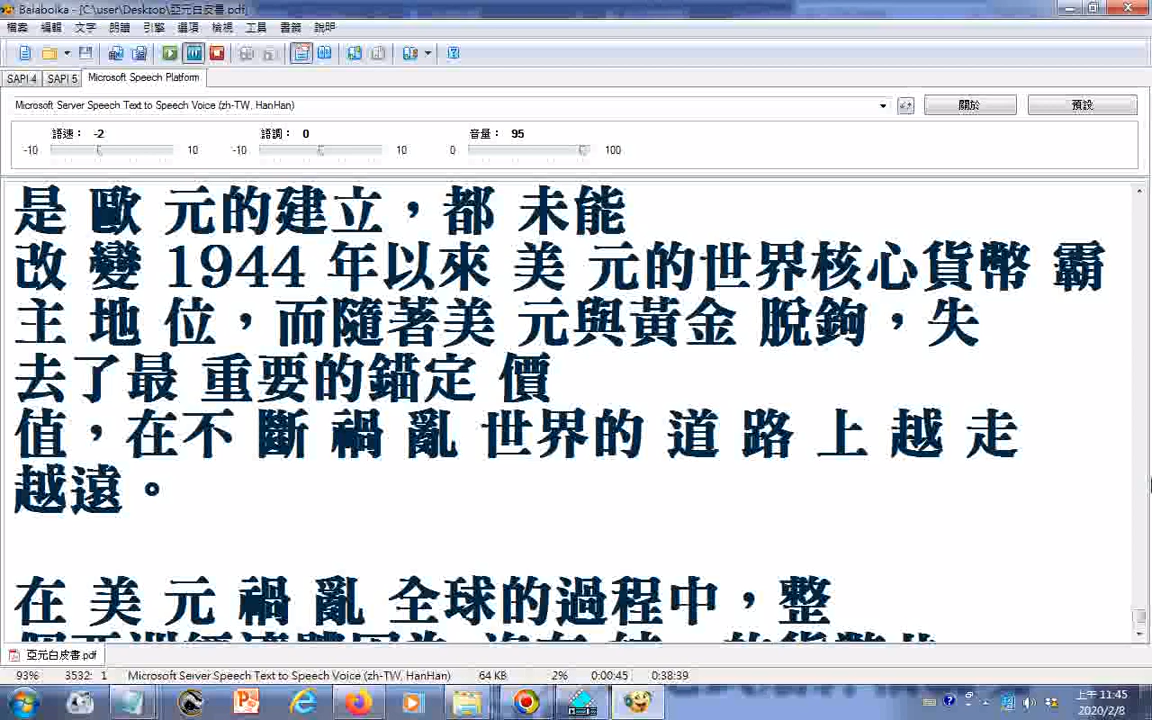 Balabolka - [C:\user\Desktop\亞元白皮書.pdf]
檔案 編輯 文字 朗讀 引擎 選項 檢視 工具 書籤 說明
SAPI 4 SAPI 5 Microsoft Speech Platform
Microsoft Server Speech Text to Speech Voice (zh-TW, HanHan) 關於 預設
語速： -2 語調： 0 音量： 95
-10 10 -10 10 0 100
是 歐 元的建立，都 未能
改 變 1944 年以來 美 元的世界核心貨幣 霸
主 地 位，而隨著美 元與黃金 脫鉤，失
去了最 重要的錨定 價
值，在不 斷 禍 亂 世界的 道 路 上 越 走
越遠。
在 美 元 禍 亂 全球的過程中，整
亞元白皮書.pdf
93% 3532: 1 Microsoft Server Speech Text to Speech Voice (zh-TW, HanHan) 64 KB 2% 0:00:45 0:38:39
上午 11:45
2020/2/8